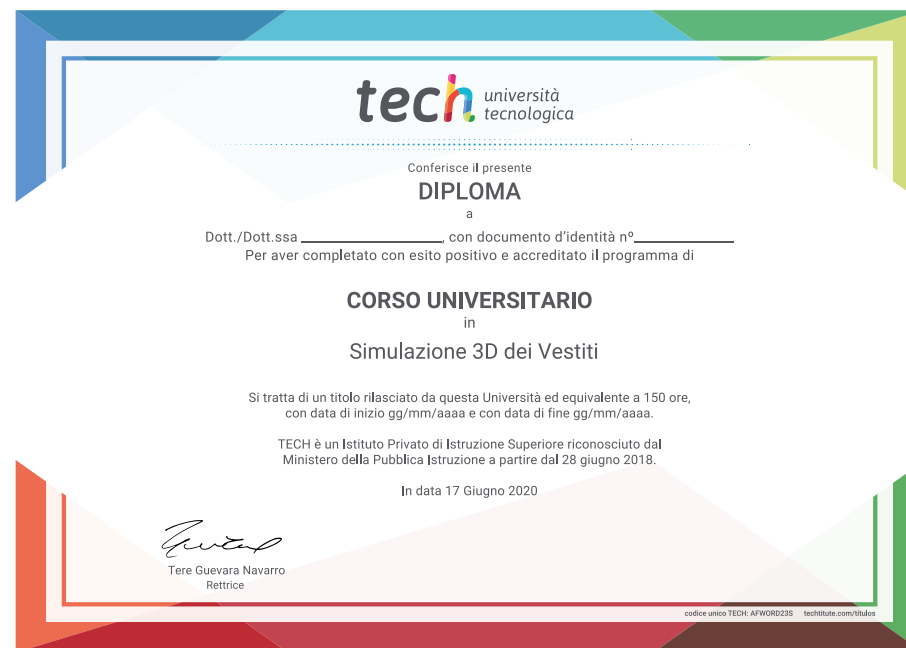 tech università
tecnologica
Conferisce il presente
DIPLOMA
a
Dott./Dott.ssa ____________________, con documento d'identità nº______________
Per aver completato con esito positivo e accreditato il programma di
CORSO UNIVERSITARIO
in
Simulazione 3D dei Vestiti
Si tratta di un titolo rilasciato da questa Università ed equivalente a 150 ore,
con data di inizio gg/mm/aaaa e con data di fine gg/mm/aaaa.
TECH è un Istituto Privato di Istruzione Superiore riconosciuto dal
Ministero della Pubblica Istruzione a partire dal 28 giugno 2018.
In data 17 Giugno 2020
Tere Guevara Navarro
Rettrice
codice unico TECH: AFWORD23S techtitute.com/titulos